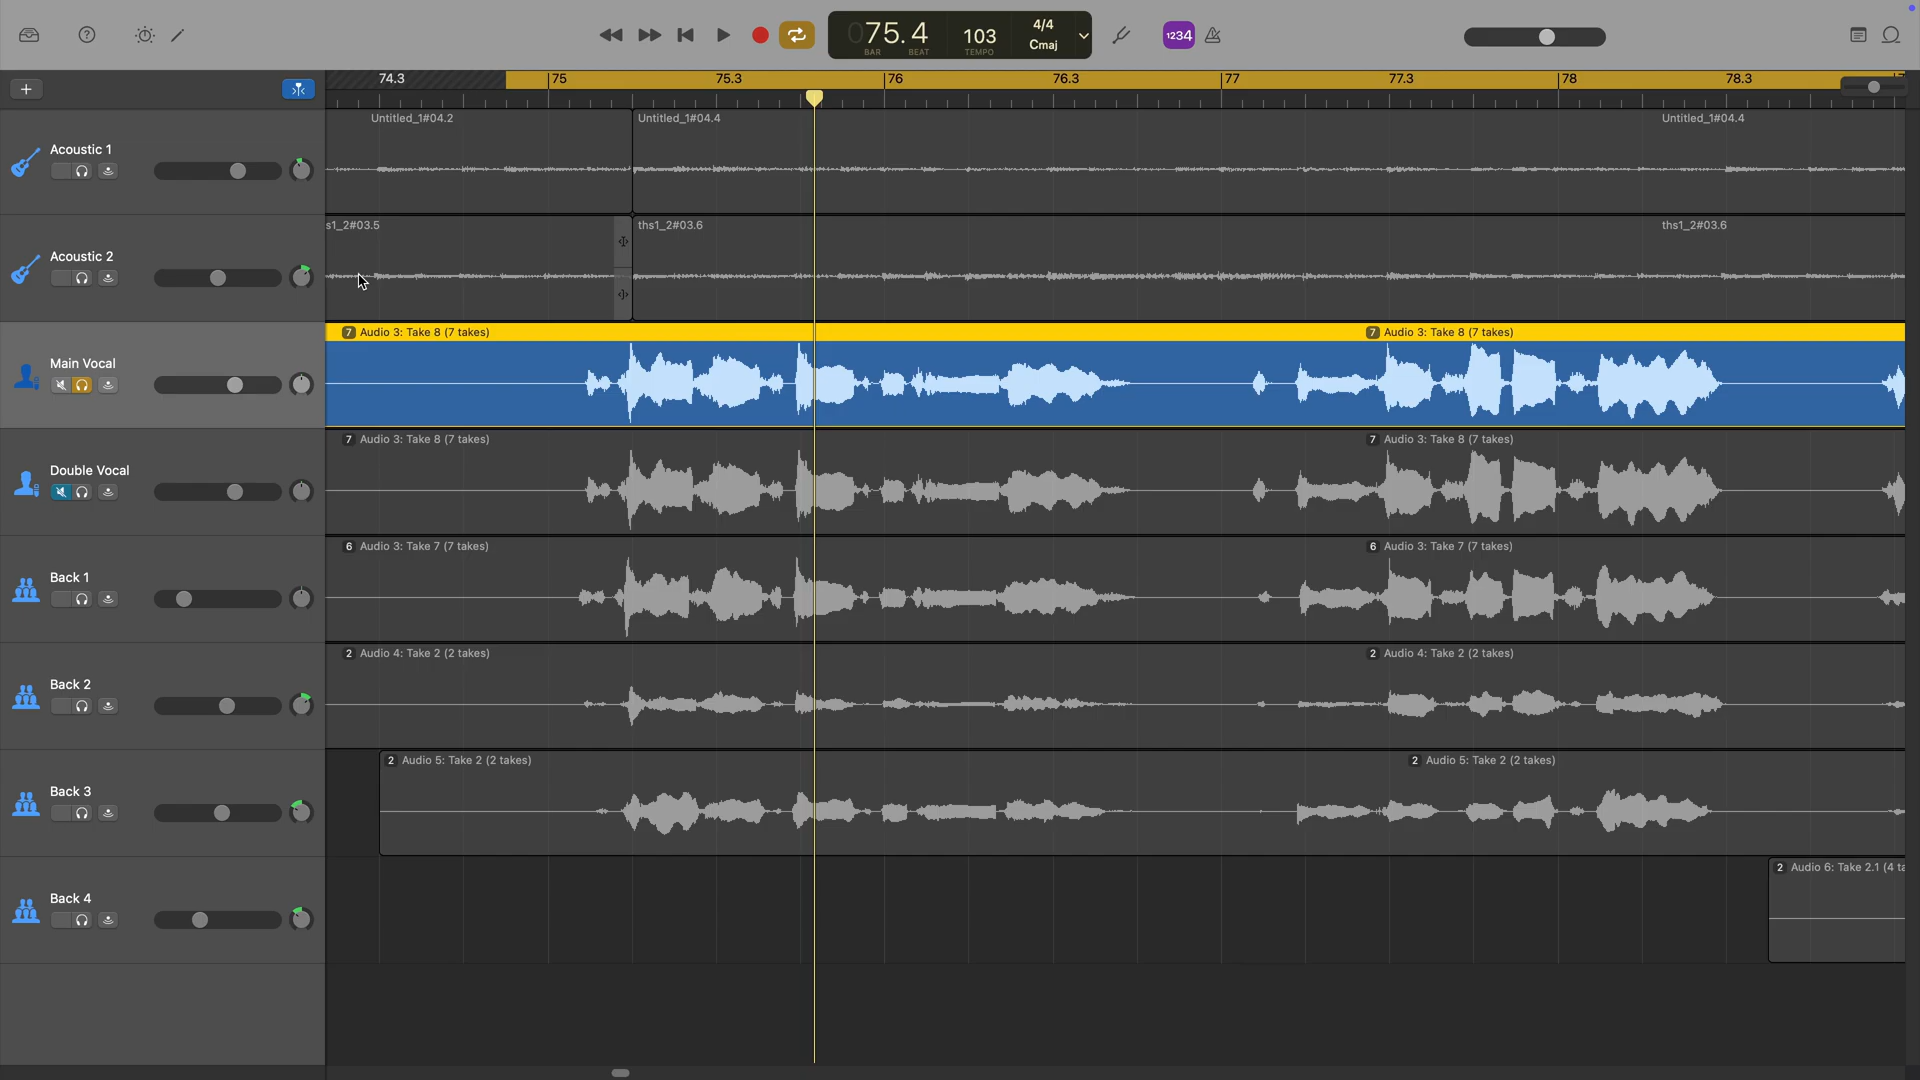 075.4
BAR BEAT
103
TEMPO
4/4
Cmaj
1234
74.3 75 75.3 76 76.3 77 77.3 78 78.3
Acoustic 1
Untitled_1#04.2 Untitled_1#04.4 Untitled_1#04.4
Acoustic 2
s1_2#03.5 ths1_2#03.6 ths1_2#03.6
Main Vocal
7 Audio 3: Take 8 (7 takes) 7 Audio 3: Take 8 (7 takes)
Double Vocal
7 Audio 3: Take 8 (7 takes) 7 Audio 3: Take 8 (7 takes)
Back 1
6 Audio 3: Take 7 (7 takes) 6 Audio 3: Take 7 (7 takes)
Back 2
2 Audio 4: Take 2 (2 takes) 2 Audio 4: Take 2 (2 takes)
Back 3
2 Audio 5: Take 2 (2 takes) 2 Audio 5: Take 2 (2 takes)
Back 4
2 Audio 6: Take 2.1 (4 ta